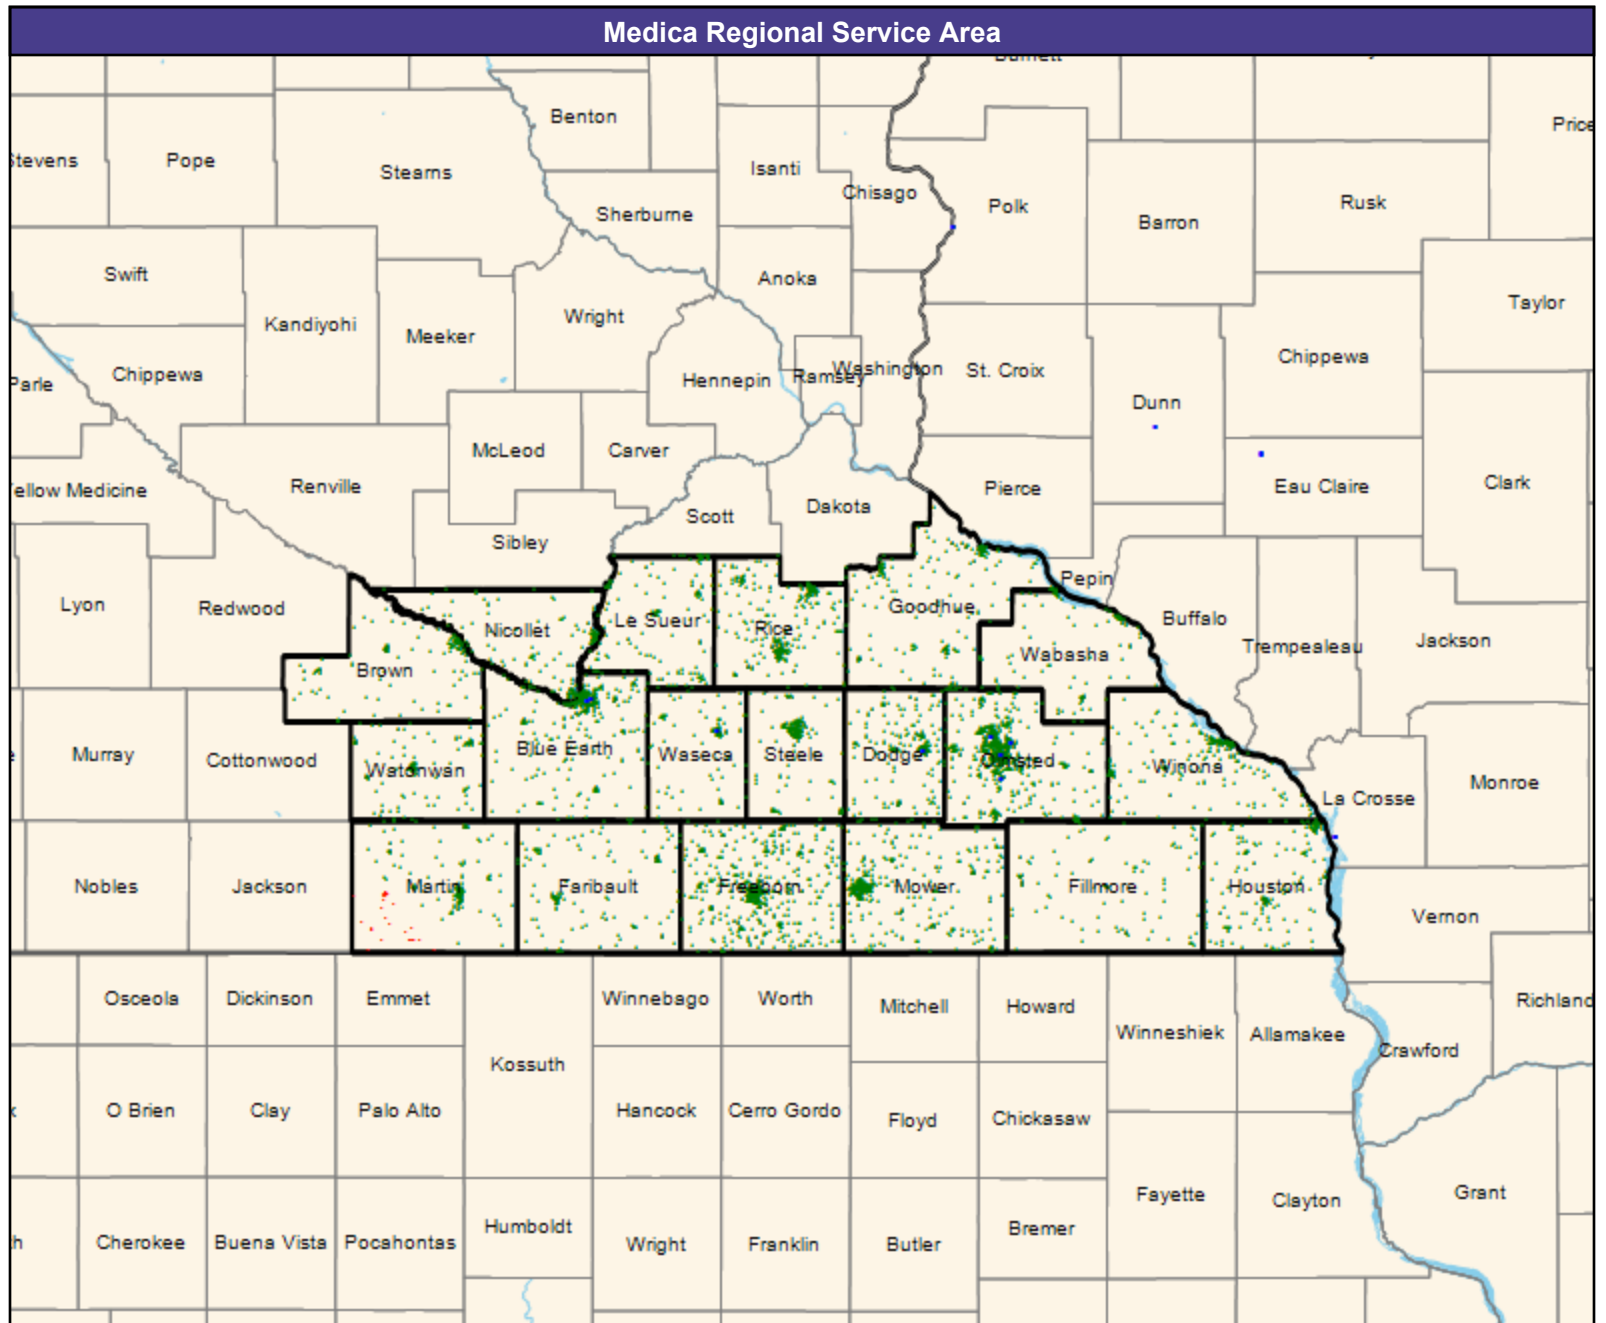 Medica Regional Service Area
Benton
Price
Stevens
Pope
Stearns
Isanti
Chisago
Sherburne
Polk
Rusk
Barron
Swift
Anoka
Taylor
Kandiyohi
Wright
Meeker
Chippewa
Chippewa
Parle
Hennepin
Ramsey
Washington
St. Croix
Dunn
McLeod
Carver
Yellow Medicine
Renville
Scott
Dakota
Pierce
Eau Claire
Clark
Sibley
Pepin
Lyon
Redwood
Nicollet
Le Sueur
Rice
Goodhue
Buffalo
Trempealeau
Jackson
Brown
Wabasha
Murray
Cottonwood
Watonwan
Blue Earth
Waseca
Steele
Dodge
Olmsted
Winona
La Crosse
Monroe
Nobles
Jackson
Martin
Faribault
Freeborn
Mower
Fillmore
Houston
Vernon
Osceola
Dickinson
Emmet
Winnebago
Worth
Mitchell
Howard
Richland
Winneshiek
Allamakee
Crawford
Kossuth
O Brien
Clay
Palo Alto
Hancock
Cerro Gordo
Floyd
Chickasaw
Fayette
Clayton
Grant
Cherokee
Buena Vista
Pocahontas
Humboldt
Wright
Franklin
Butler
Bremer